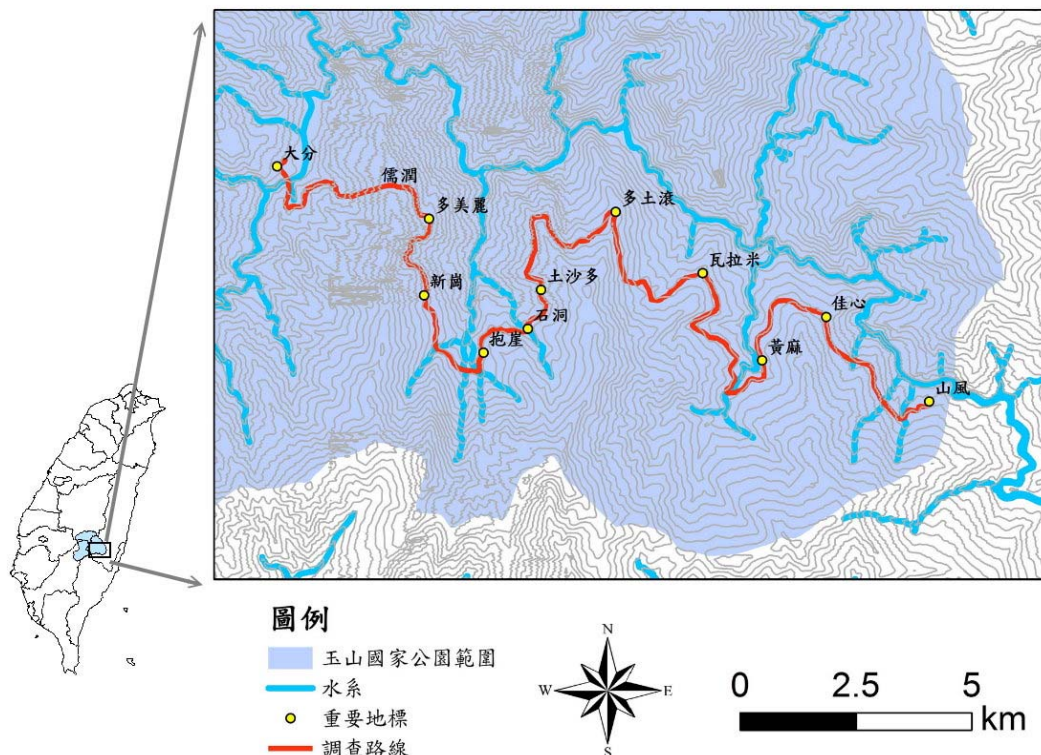 大分
儒潤
多美麗
多土滾
瓦拉米
新崗
土沙多
佳心
石洞
抱崖
黃麻
山風
圖例
玉山國家公園範圍
水系
重要地標
調查路線
N
W
E
S
0 2.5 5
km